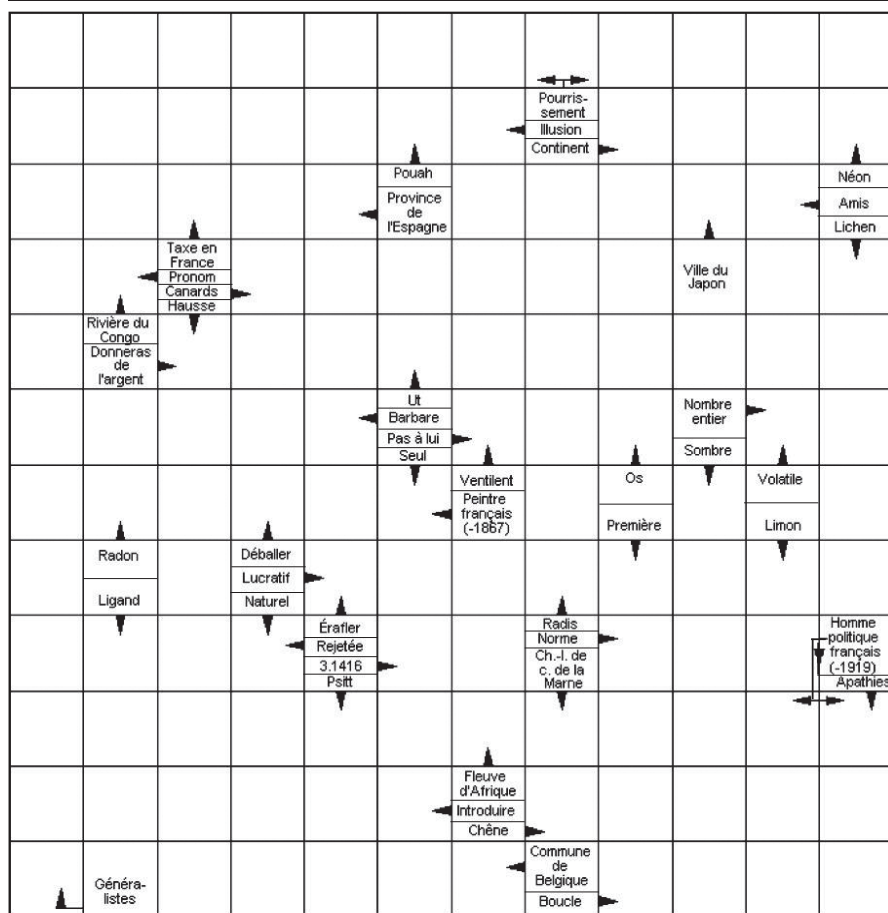 Pourris-
sement
Illusion
Continent
Pouah
Province
de
l'Espagne
Néon
Amis
Lichen
Taxe en
France
Pronom
Canards
Hausse
Ville du
Japon
Rivière du
Congo
Donneras
de
l'argent
Ut
Barbare
Pas à lui
Seul
Nombre
entier
Sombre
Ventilent
Peintre
français
(-1867)
Os
Première
Volatile
Limon
Radon
Ligand
Déballer
Lucratif
Naturel
Érafler
Rejetée
3.1416
Psitt
Radis
Norme
Ch.-l. de
c. de la
Marne
Homme
politique
français
(-1919)
Apathies
Fleuve
d'Afrique
Introduire
Chêne
Commune
de
Belgique
Boucle
Généra-
listes